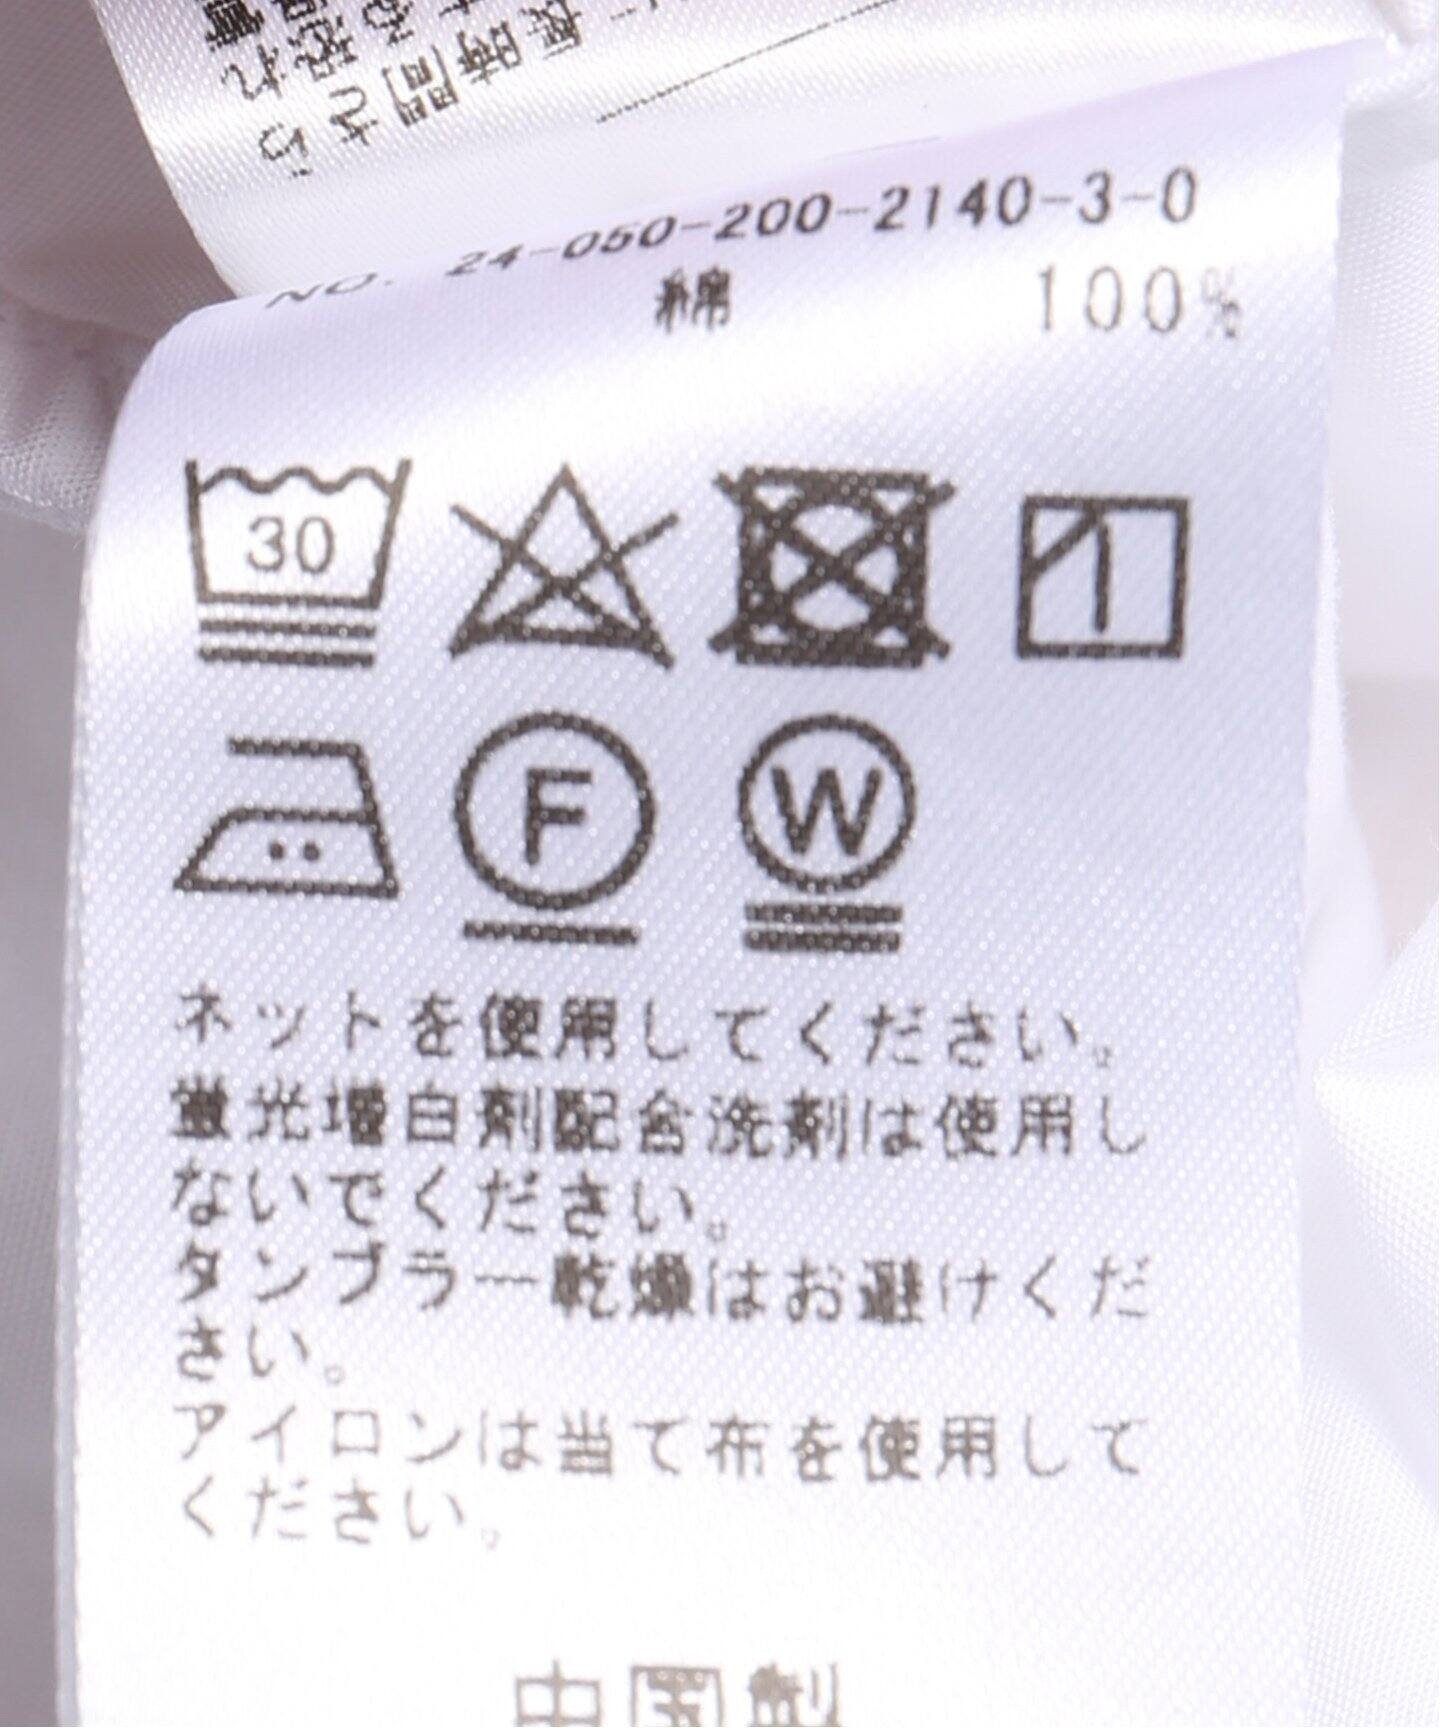 NO. 24-050-200-2140-3-0
綿 100%
30
F W
ネットを使用してください。
蛍光増白剤配合洗剤は使用し
ないでください。
タンブラー乾燥はお避けくだ
さい。
アイロンは当て布を使用して
ください。
中国製